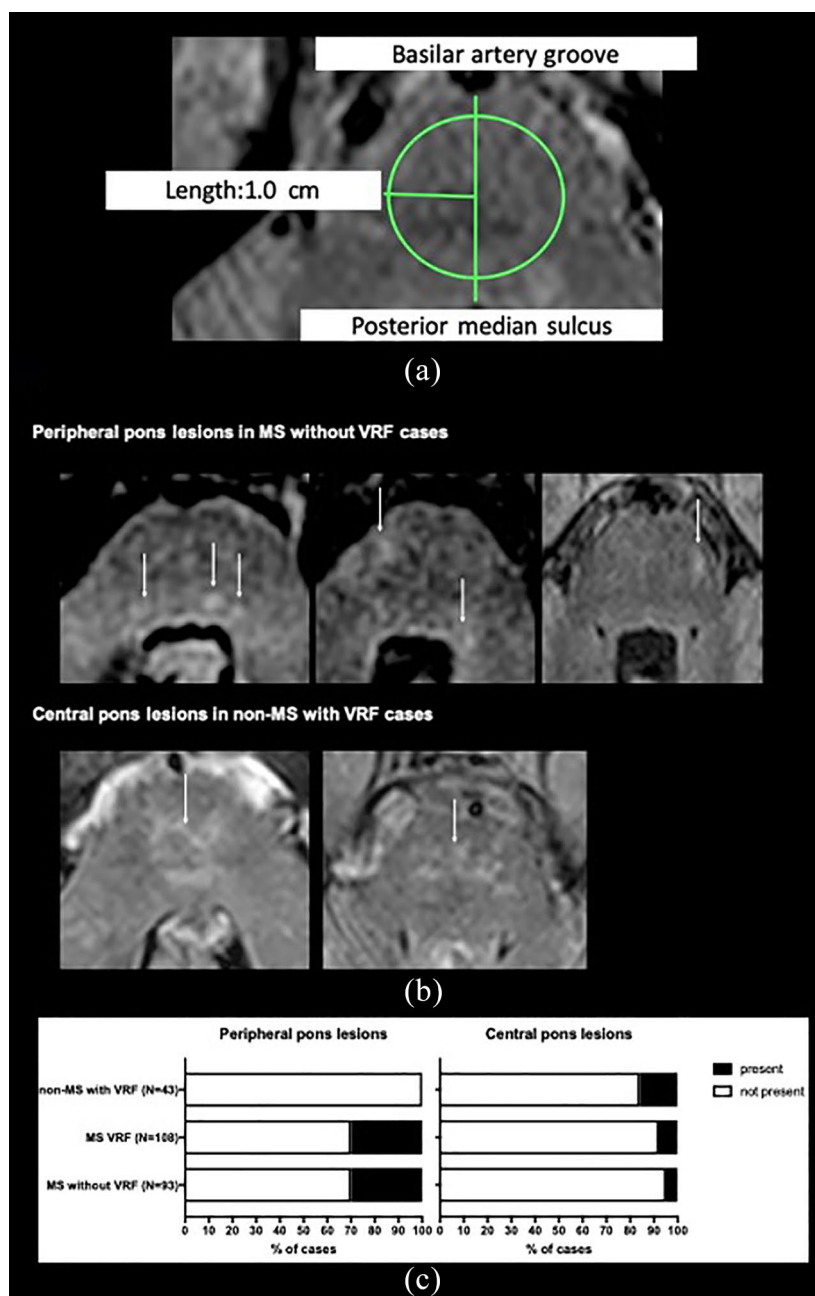 Basilar artery groove
Length:1.0 cm
Posterior median sulcus
(a)
Peripheral pons lesions in MS without VRF cases
Central pons lesions in non-MS with VRF cases
(b)
Peripheral pons lesions
Central pons lesions
present
not present
non-MS with VRF (N=43)
MS VRF (N=108)
MS without VRF (N=93)
0 10 20 30 40 50 60 70 80 90 100
0 10 20 30 40 50 60 70 80 90 100
% of cases
% of cases
(c)